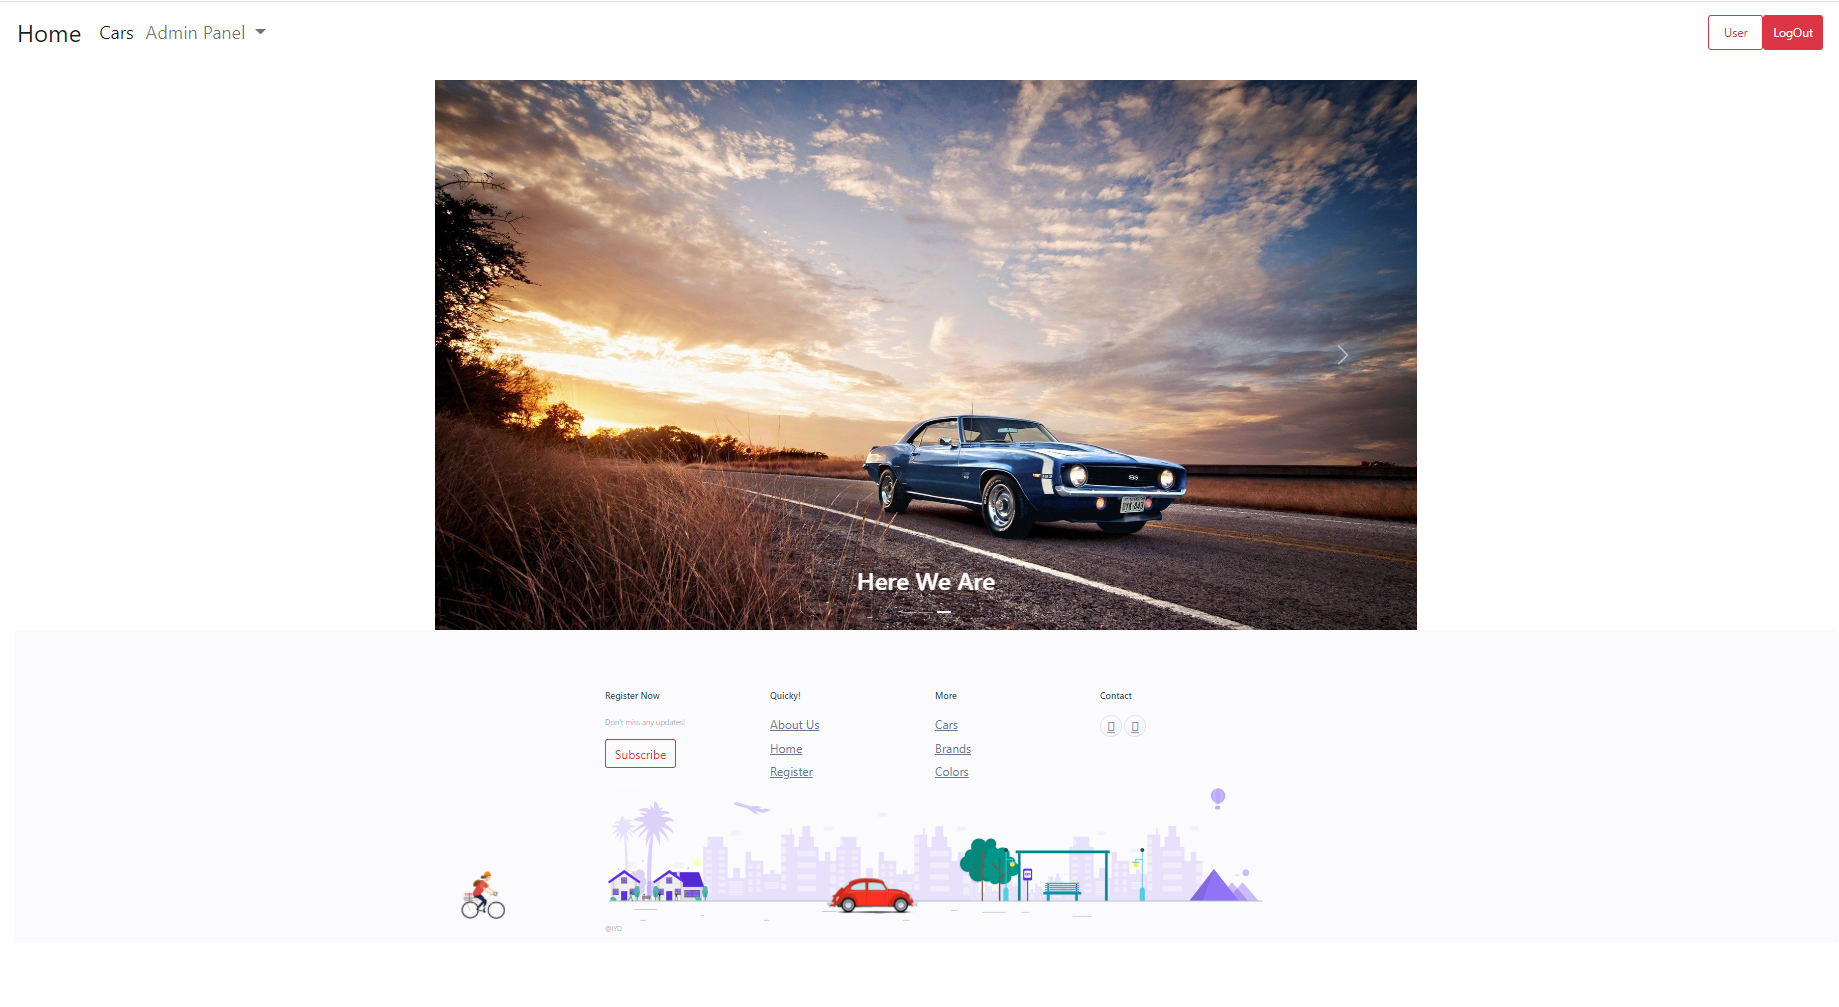 Home Cars Admin Panel
User LogOut
Here We Are
Register Now
Don't miss any updates!
Subscribe
Quicky!
About Us
Home
Register
More
Cars
Brands
Colors
Contact